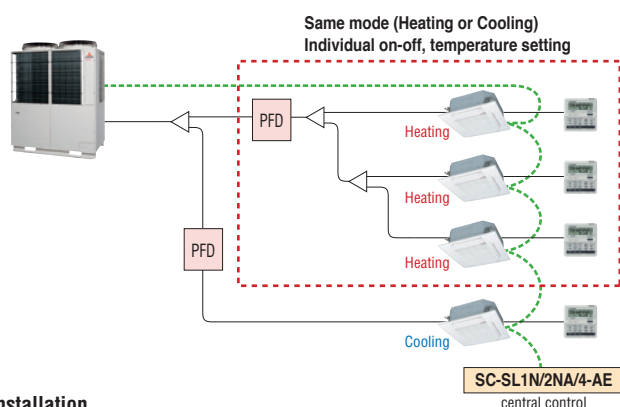 Same mode (Heating or Cooling)
Individual on-off, temperature setting
PFD
Heating
Heating
PFD
Heating
Cooling
SC-SL1N/2NA/4-AE
central control